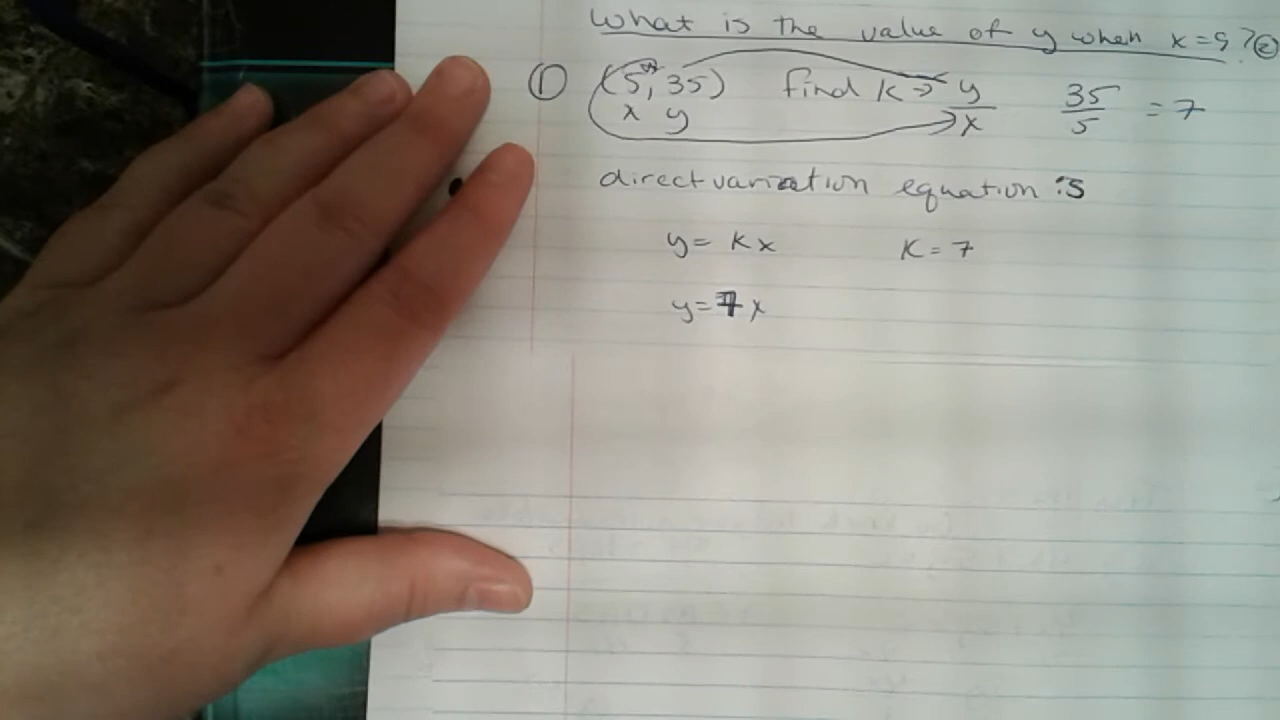 What is the value of y when x=9? ②
① (5, 35) find k → y/x 35/5 = 7
x y
direct variation equation is
y = kx k = 7
y = 7x